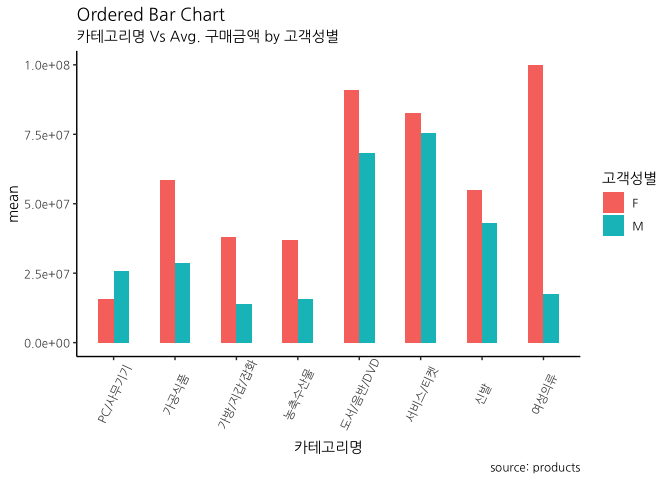 Ordered Bar Chart
카테고리명 Vs Avg. 구매금액 by 고객성별
1.0e+08
7.5e+07
5.0e+07
2.5e+07
0.0e+00
mean
고객성별
F
M
PC/사무기기
가공식품
가방/지갑/잡화
농축수산물
도서/음반/DVD
서비스/티켓
신발
여성의류
카테고리명
source: products